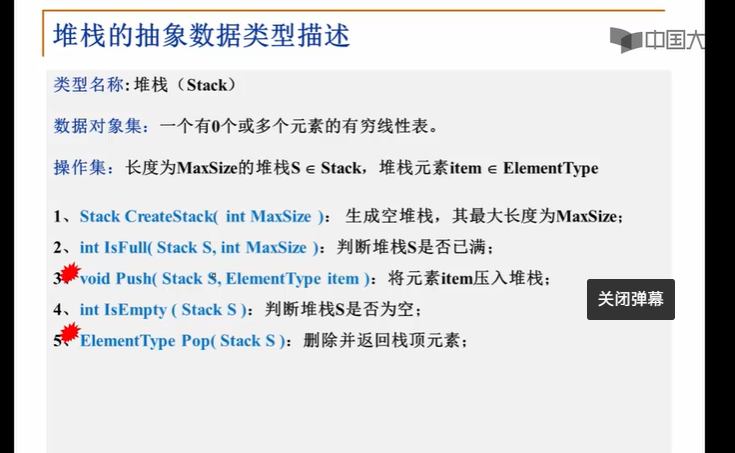 堆栈的抽象数据类型描述
中国大
类型名称: 堆栈（Stack）
数据对象集：一个有0个或多个元素的有穷线性表。
操作集：长度为MaxSize的堆栈S ∈ Stack，堆栈元素item ∈ ElementType
1、Stack CreateStack( int MaxSize )： 生成空堆栈，其最大长度为MaxSize；
2、int IsFull( Stack S, int MaxSize )：判断堆栈S是否已满；
3、void Push( Stack S, ElementType item )：将元素item压入堆栈；
关闭弹幕
4、int IsEmpty ( Stack S )：判断堆栈S是否为空；
5、ElementType Pop( Stack S )：删除并返回栈顶元素；